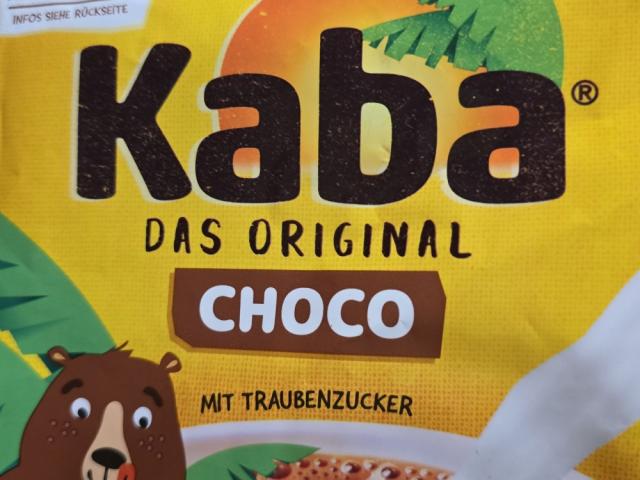 INFOS SIEHE RÜCKSEITE
Kaba®
DAS ORIGINAL
CHOCO
MIT TRAUBENZUCKER